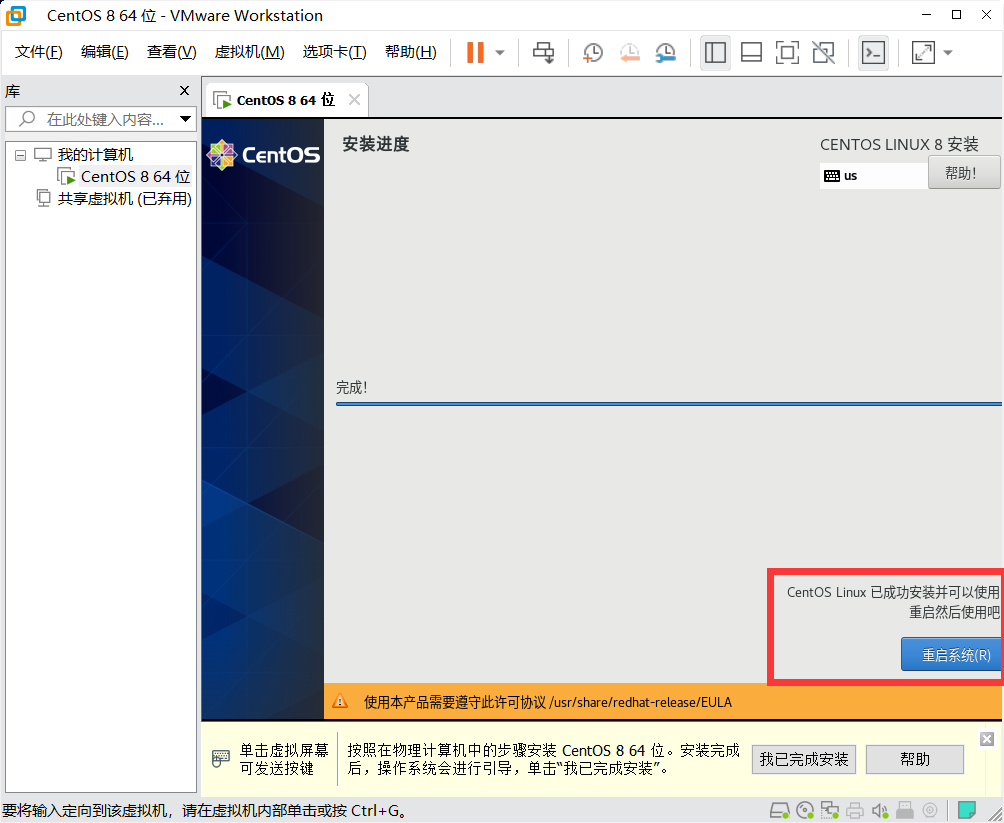 CentOS 8 64 位 - VMware Workstation
文件(F) 编辑(E) 查看(V) 虚拟机(M) 选项卡(T) 帮助(H)
库
在此处键入内容...
我的计算机
CentOS 8 64 位
共享虚拟机 (已弃用)
CentOS 8 64 位
CentOS
安装进度
CENTOS LINUX 8 安装
us
帮助!
完成!
CentOS Linux 已成功安装并可以使用
重启然后使用吧
重启系统(R)
使用本产品需要遵守此许可协议 /usr/share/redhat-release/EULA
单击虚拟屏幕
可发送按键
按照在物理计算机中的步骤安装 CentOS 8 64 位。安装完成
后，操作系统会进行引导，单击“我已完成安装”。
我已完成安装
帮助
要将输入定向到该虚拟机，请在虚拟机内部单击或按 Ctrl+G。